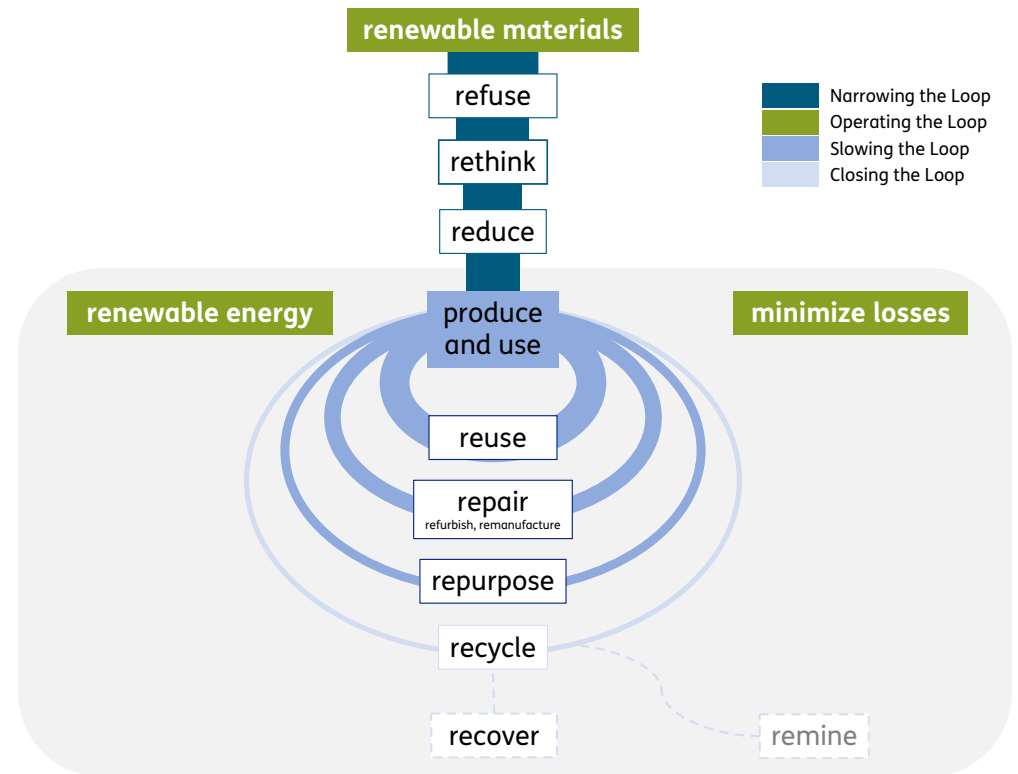 renewable materials
refuse
rethink
reduce
Narrowing the Loop
Operating the Loop
Slowing the Loop
Closing the Loop
renewable energy
produce
and use
minimize losses
reuse
repair
refurbish, remanufacture
repurpose
recycle
recover
remine